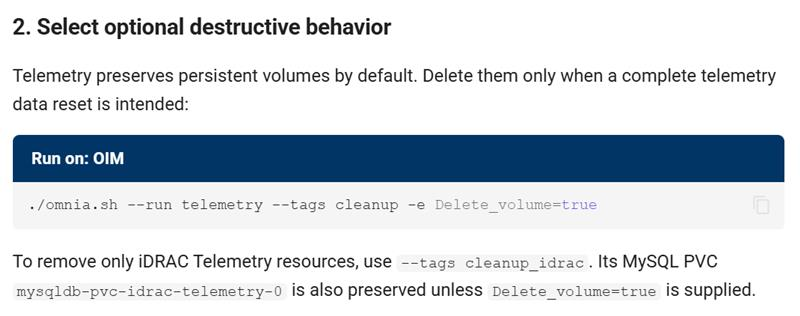 2. Select optional destructive behavior
Telemetry preserves persistent volumes by default. Delete them only when a complete telemetry
data reset is intended:
Run on: OIM
./omnia.sh --run telemetry --tags cleanup -e Delete_volume=true
To remove only iDRAC Telemetry resources, use --tags cleanup_idrac. Its MySQL PVC
mysqldb-pvc-idrac-telemetry-0 is also preserved unless Delete_volume=true is supplied.